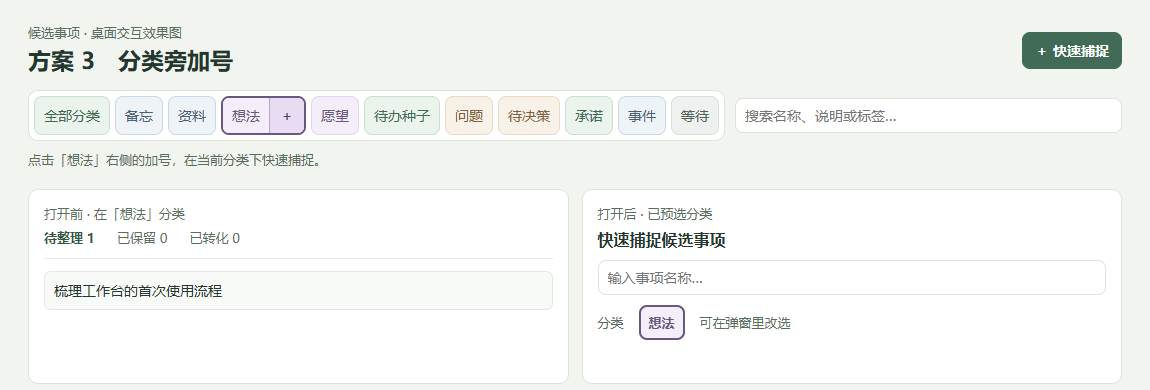 候选事项 · 桌面交互效果图
方案 3 分类旁加号
+ 快速捕捉
全部分类 备忘 资料 想法 + 愿望 待办种子 问题 待决策 承诺 事件 等待
搜索名称、说明或标签...
点击「想法」右侧的加号，在当前分类下快速捕捉。
打开前 · 在「想法」分类
待整理 1 已保留 0 已转化 0
梳理工作台的首次使用流程
打开后 · 已预选分类
快速捕捉候选事项
输入事项名称...
分类 想法 可在弹窗里改选